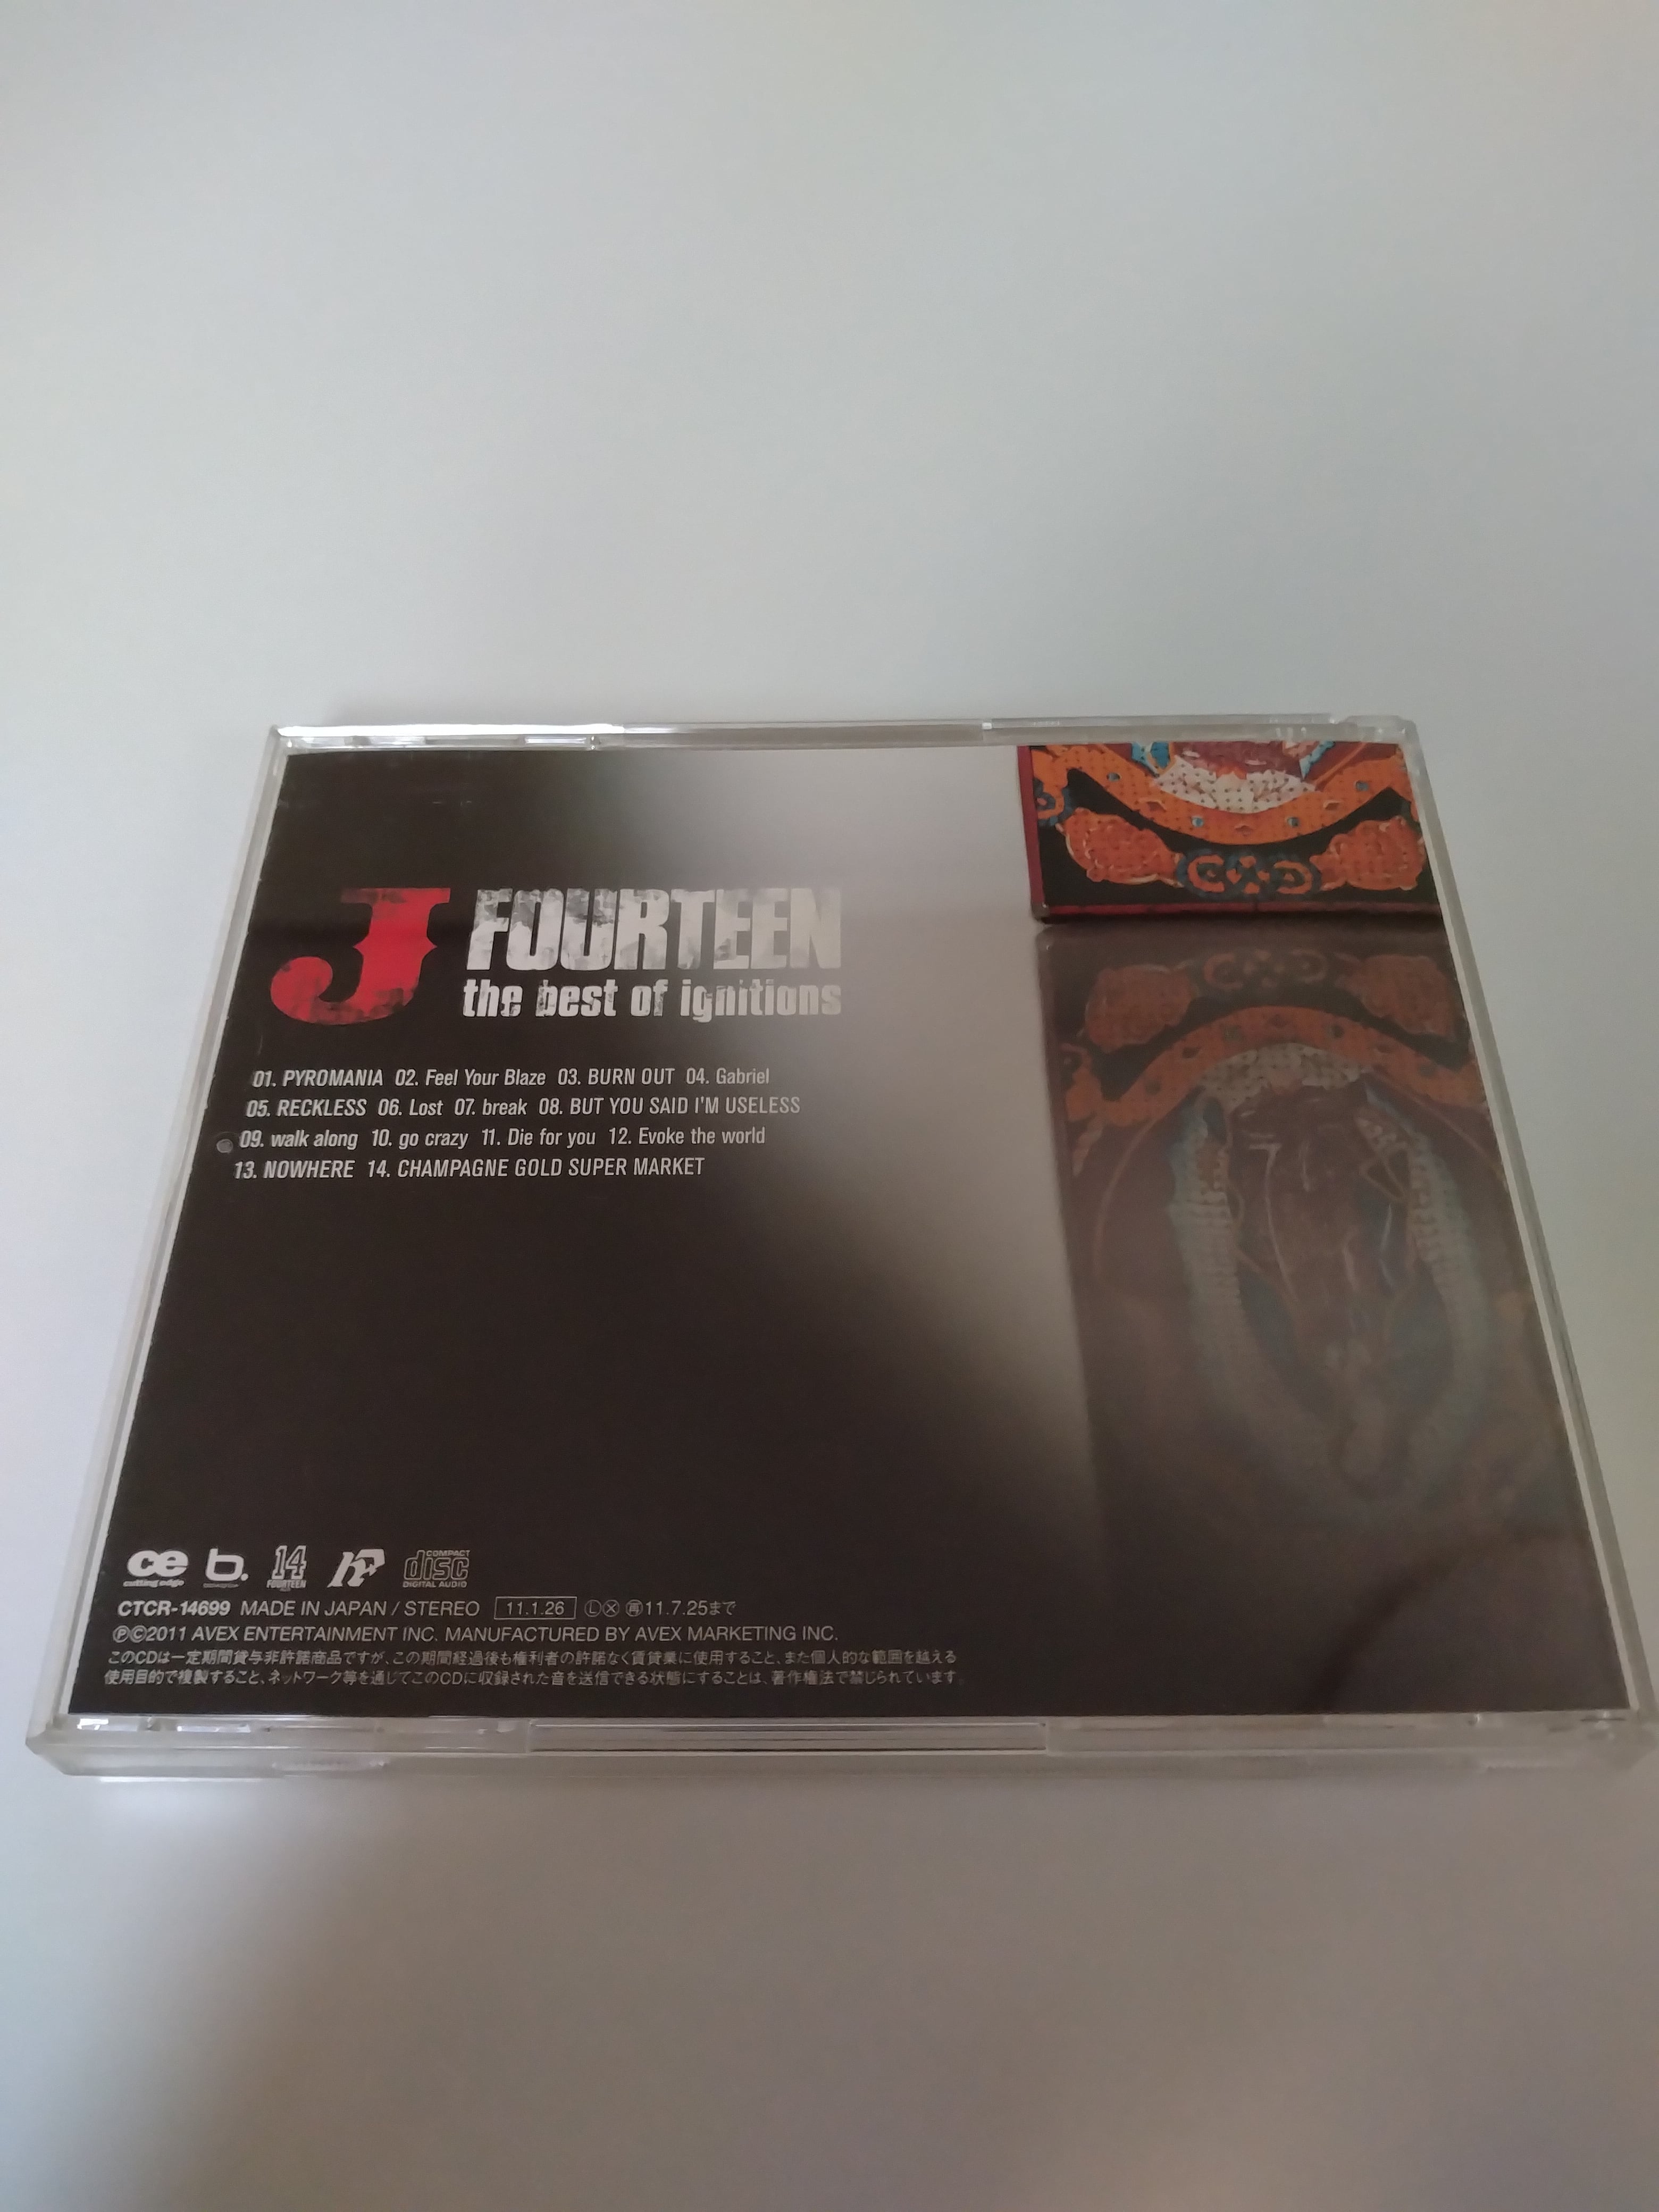 J FOURTEEN
the best of ignitions
01. PYROMANIA 02. Feel Your Blaze 03. BURN OUT 04. Gabriel
05. RECKLESS 06. Lost 07. break 08. BUT YOU SAID I'M USELESS
09. walk along 10. go crazy 11. Die for you 12. Evoke the world
13. NOWHERE 14. CHAMPAGNE GOLD SUPER MARKET
ce b. 14 COMPACT disc
cutting edge FOURTEEN DIGITAL AUDIO
CTCR-14699 MADE IN JAPAN / STEREO 11.1.26 Ⓛ Ⓧ 再11.7.25まで
Ⓟ©2011 AVEX ENTERTAINMENT INC. MANUFACTURED BY AVEX MARKETING INC.
このCDは一定期間貸与非許諾商品ですが、この期間経過後も権利者の許諾なく賃貸業に使用すること、また個人的な範囲を越える
使用目的で複製すること、ネットワーク等を通じてこのCDに収録された音を送信できる状態にすることは、著作権法で禁じられています。